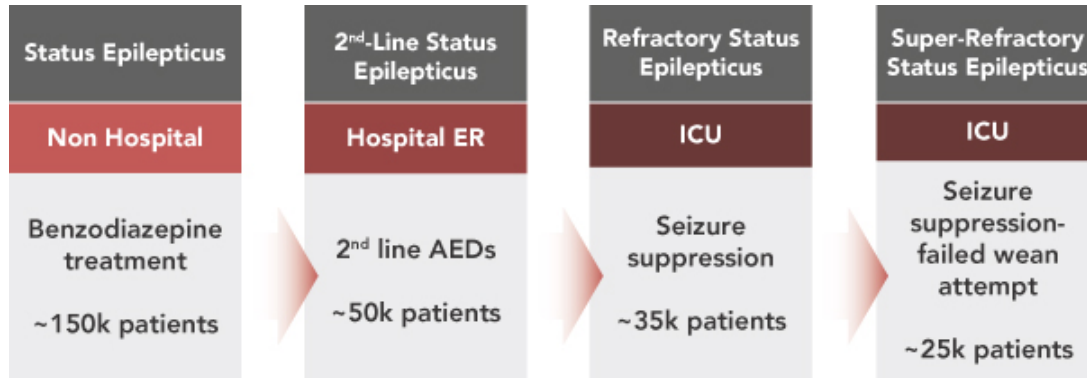 Status Epilepticus
Non Hospital
Benzodiazepine
treatment
~150k patients
2nd-Line Status
Epilepticus
Hospital ER
2nd line AEDs
~50k patients
Refractory Status
Epilepticus
ICU
Seizure
suppression
~35k patients
Super-Refractory
Status Epilepticus
ICU
Seizure
suppression-
failed wean
attempt
~25k patients